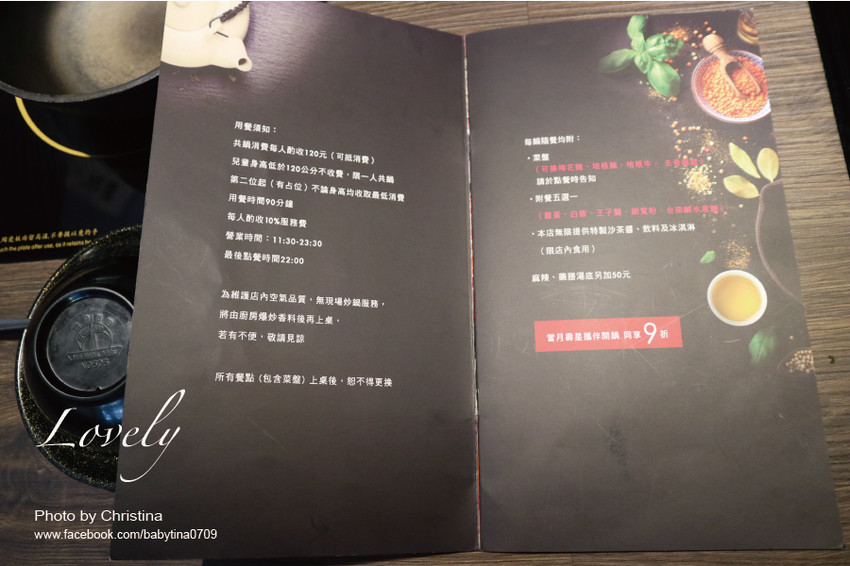 用餐須知：
共鍋消費每人酌收120元（可抵消費）
兒童身高低於120公分不收費，限一人共鍋
第二位起（有占位）不論身高均收取最低消費
用餐時間90分鐘
每人酌收10%服務費
營業時間：11:30-23:30
最後點餐時間22:00
為維護店內空氣品質，無現場炒鍋服務，
將由廚房爆炒香料後再上桌，
若有不便，敬請見諒
所有餐點（包含菜盤）上桌後，恕不得更換
每鍋隨餐均附：
・菜盤
請於點餐時告知
・附餐五選一
・本店無限提供特製沙茶醬、飲料及冰淇淋
（限店內食用）
麻辣、藥膳湯底另加50元
當月壽星攜伴開鍋 同享9折
Lovely
Photo by Christina
www.facebook.com/babytina0709